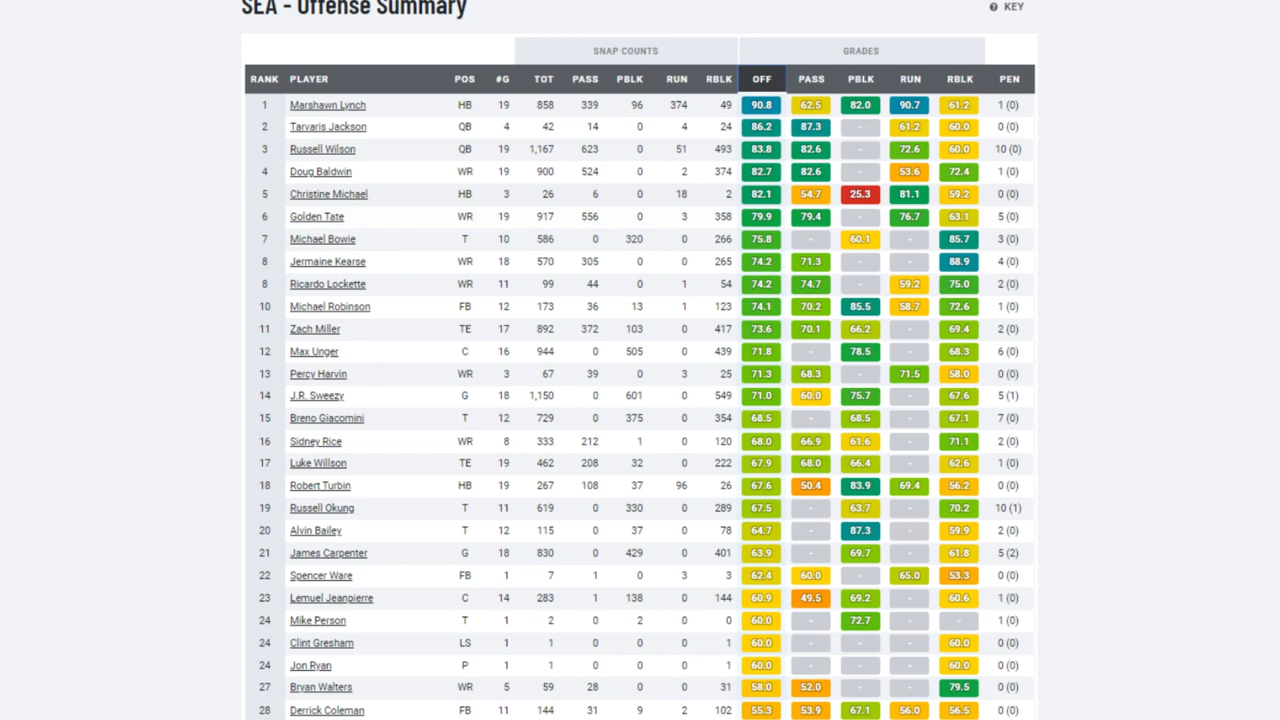 SEA - Offense Summary
KEY
SNAP COUNTS GRADES
RANK PLAYER POS #G TOT PASS PBLK RUN RBLK OFF PASS PBLK RUN RBLK PEN
1 Marshawn Lynch HB 19 858 339 96 374 49 90.8 62.5 82.0 90.7 61.2 1 (0)
2 Tarvaris Jackson QB 4 42 14 0 4 24 86.2 87.3 - 61.2 60.0 0 (0)
3 Russell Wilson QB 19 1,167 623 0 51 493 83.8 82.6 - 72.6 60.0 10 (0)
4 Doug Baldwin WR 19 900 524 0 2 374 82.7 82.6 - 53.6 72.4 1 (0)
5 Christine Michael HB 3 26 6 0 18 2 82.1 54.7 25.3 81.1 59.2 0 (0)
6 Golden Tate WR 19 917 556 0 3 358 79.9 79.4 - 76.7 63.1 5 (0)
7 Michael Bowie T 10 586 0 320 0 266 75.8 - 60.1 - 85.7 3 (0)
8 Jermaine Kearse WR 18 570 305 0 0 265 74.2 71.3 - - 88.9 4 (0)
8 Ricardo Lockette WR 11 99 44 0 1 54 74.2 74.7 - 59.2 75.0 2 (0)
10 Michael Robinson FB 12 173 36 13 1 123 74.1 70.2 85.5 58.7 72.6 1 (0)
11 Zach Miller TE 17 892 372 103 0 417 73.6 70.1 66.2 - 69.4 2 (0)
12 Max Unger C 16 944 0 505 0 439 71.8 - 78.5 - 68.3 6 (0)
13 Percy Harvin WR 3 67 39 0 3 25 71.3 68.3 - 71.5 58.0 0 (0)
14 J.R. Sweezy G 18 1,150 0 601 0 549 71.0 60.0 75.7 - 67.6 5 (1)
15 Breno Giacomini T 12 729 0 375 0 354 68.5 - 68.5 - 67.1 7 (0)
16 Sidney Rice WR 8 333 212 1 0 120 68.0 66.9 61.6 - 71.1 2 (0)
17 Luke Willson TE 19 462 208 32 0 222 67.9 68.0 66.4 - 62.6 1 (0)
18 Robert Turbin HB 19 267 108 37 96 26 67.6 50.4 83.9 69.4 56.2 0 (0)
19 Russell Okung T 11 619 0 330 0 289 67.5 - 63.7 - 70.2 10 (1)
20 Alvin Bailey T 12 115 0 37 0 78 64.7 - 87.3 - 59.9 2 (0)
21 James Carpenter G 18 830 0 429 0 401 63.9 - 69.7 - 61.8 5 (2)
22 Spencer Ware FB 1 7 1 0 3 3 62.4 60.0 - 65.0 53.3 0 (0)
23 Lemuel Jeanpierre C 14 283 1 138 0 144 60.9 49.5 69.2 - 60.6 1 (0)
24 Mike Person T 1 2 0 2 0 0 60.0 - 72.7 - - 1 (0)
24 Clint Gresham LS 1 1 0 0 0 1 60.0 - - - 60.0 0 (0)
24 Jon Ryan P 1 1 0 0 0 1 60.0 - - - 60.0 0 (0)
27 Bryan Walters WR 5 59 28 0 0 31 58.0 52.0 - - 79.5 0 (0)
28 Derrick Coleman FB 11 144 31 9 2 102 55.3 53.9 67.1 56.0 56.5 0 (0)